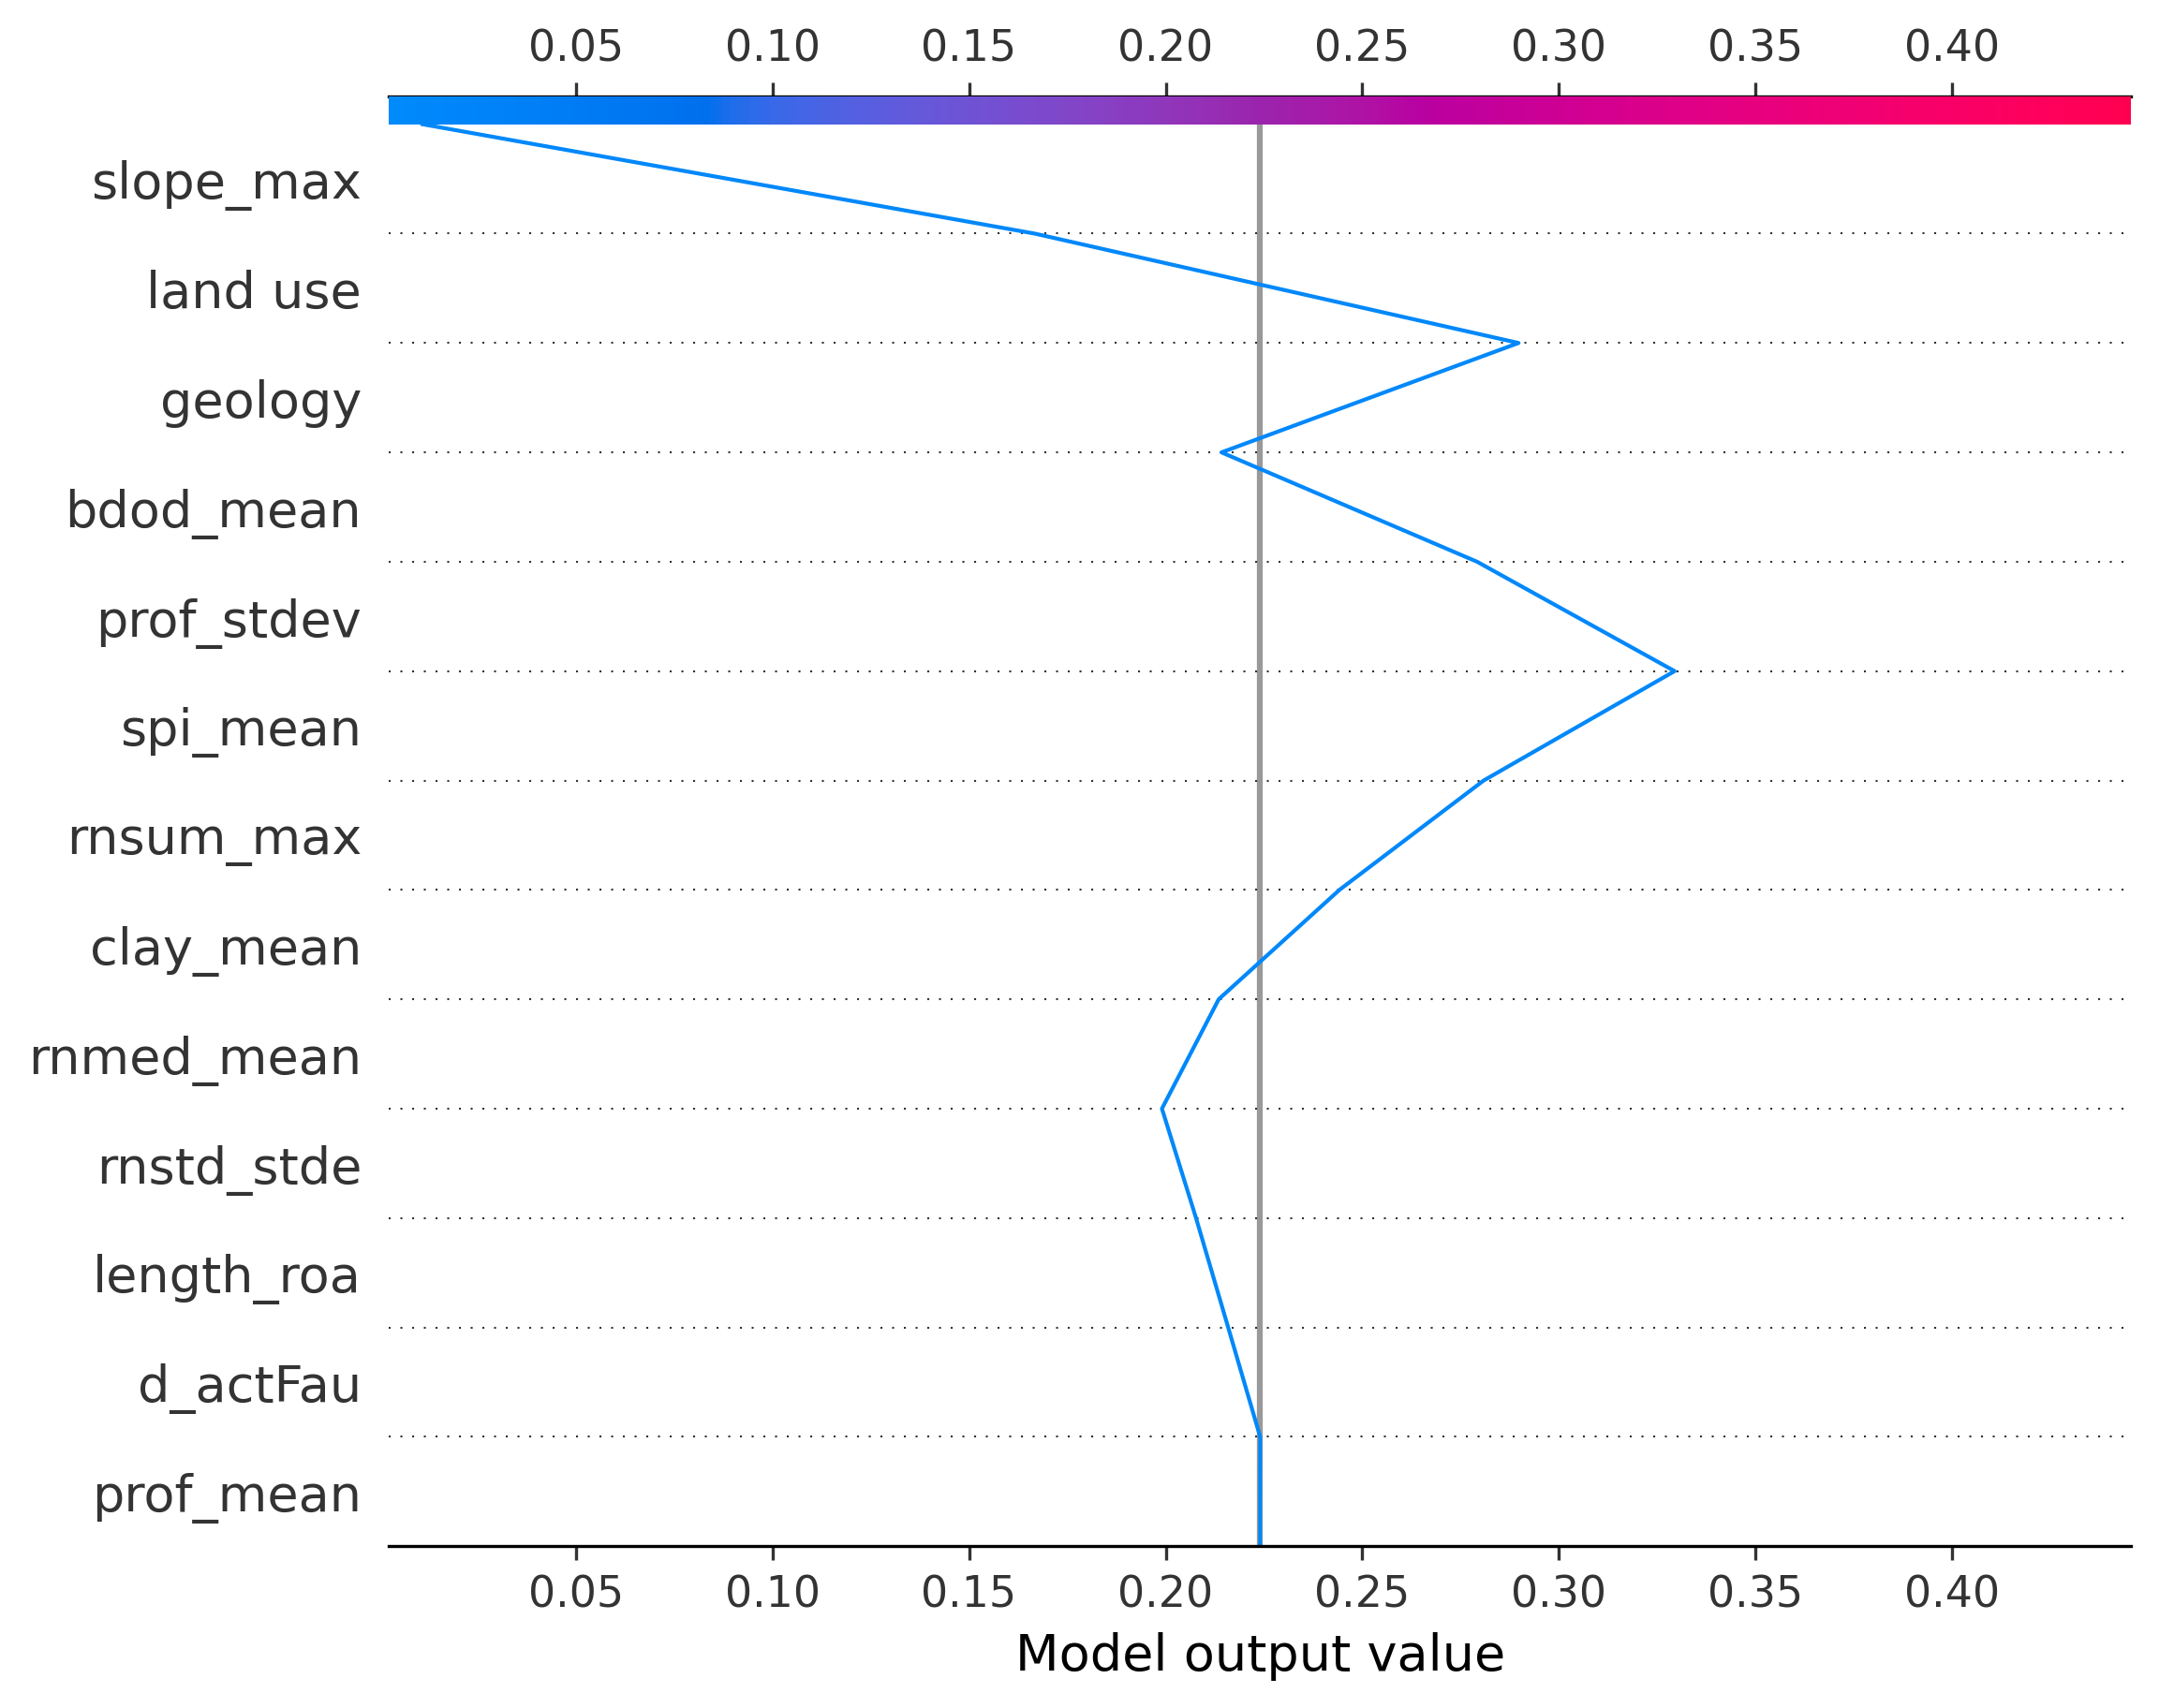 0.05 0.10 0.15 0.20 0.25 0.30 0.35 0.40
slope_max
land use
geology
bdod_mean
prof_stdev
spi_mean
rnsum_max
clay_mean
rnmed_mean
rnstd_stde
length_roa
d_actFau
prof_mean
0.05 0.10 0.15 0.20 0.25 0.30 0.35 0.40
Model output value